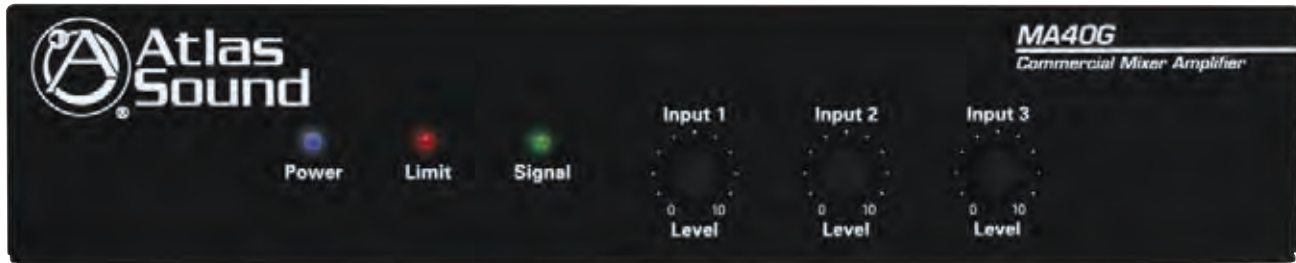 Atlas
Sound
®
MA40G
Commercial Mixer Amplifier
Power
Limit
Signal
Input 1
0 10
Level
Input 2
0 10
Level
Input 3
0 10
Level